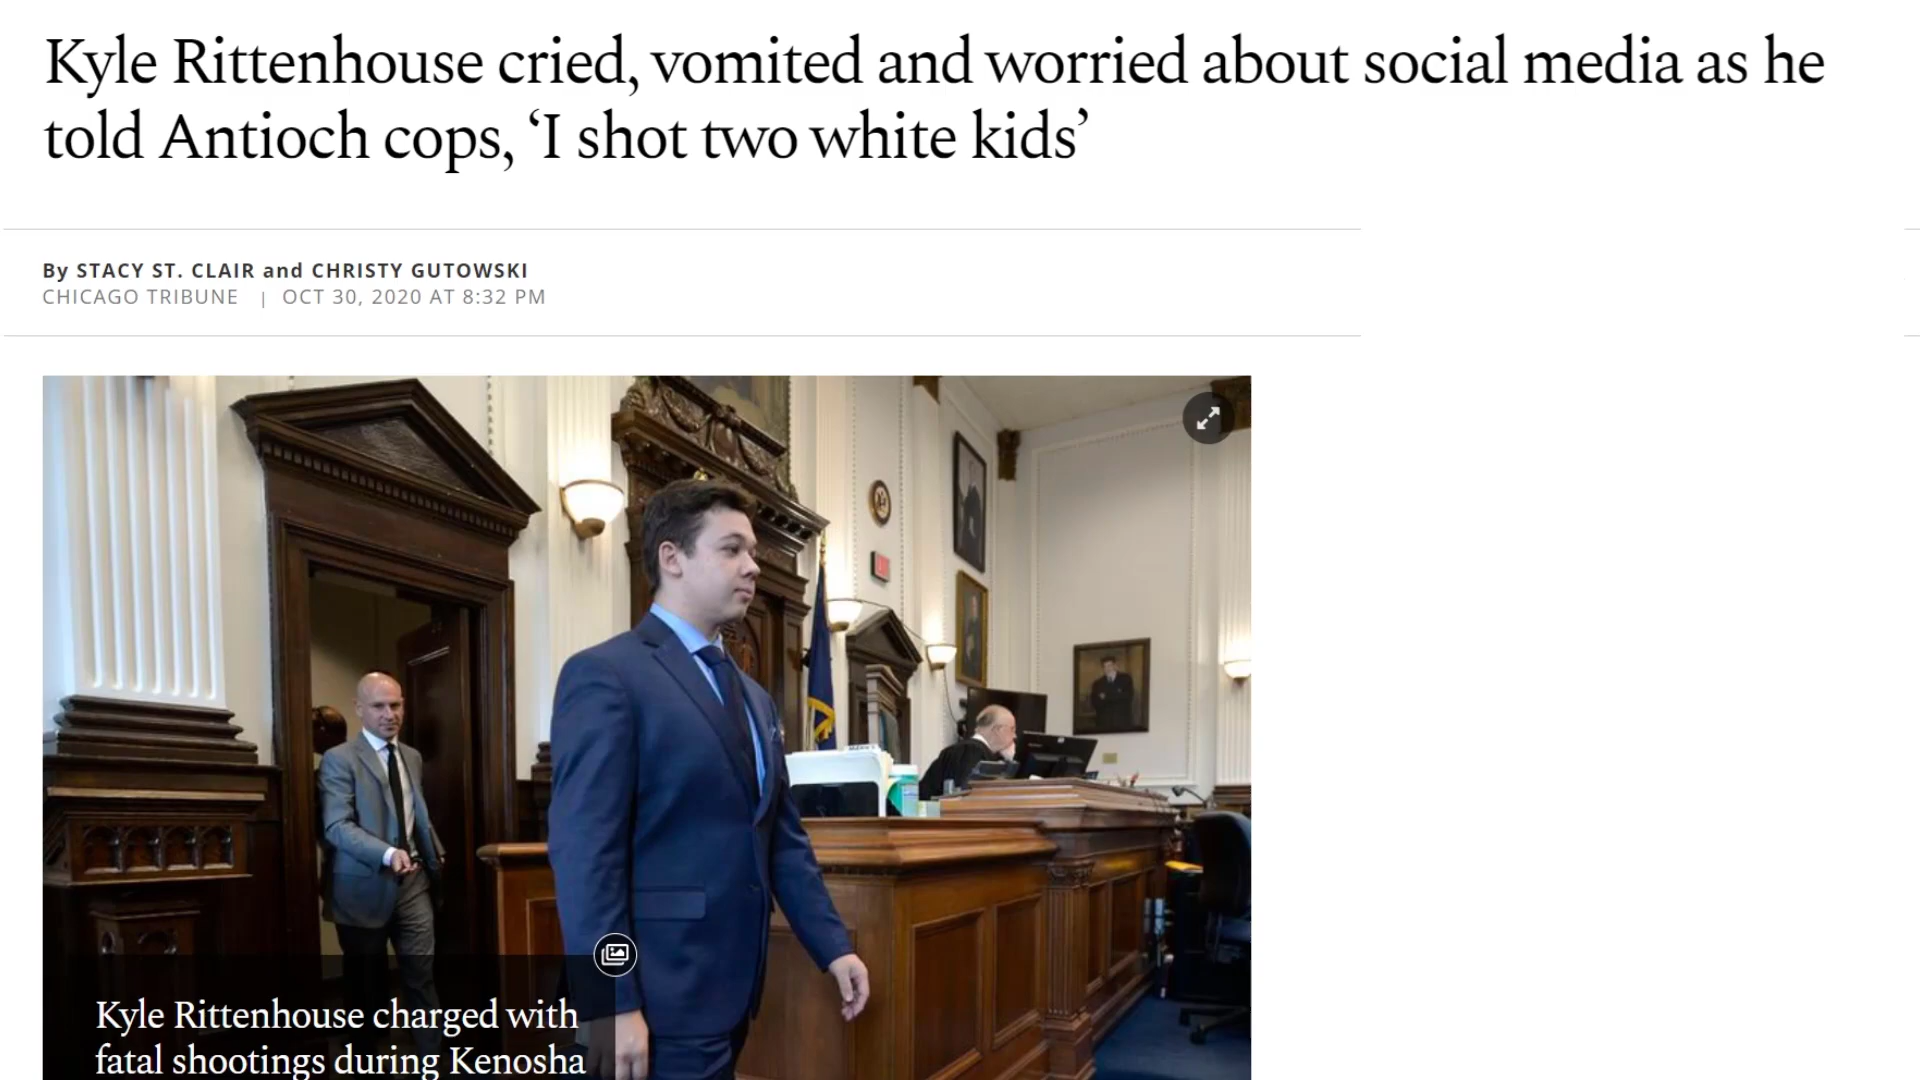 Kyle Rittenhouse cried, vomited and worried about social media as he
told Antioch cops, ‘I shot two white kids’
By STACY ST. CLAIR and CHRISTY GUTOWSKI
CHICAGO TRIBUNE | OCT 30, 2020 AT 8:32 PM
Kyle Rittenhouse charged with
fatal shootings during Kenosha